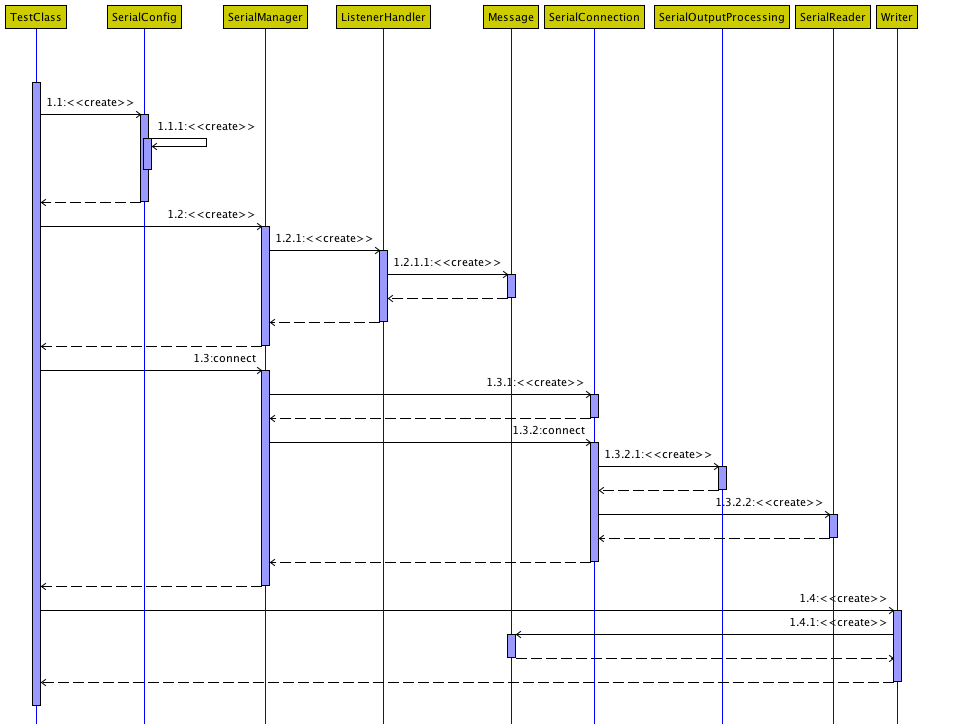 TestClass SerialConfig SerialManager ListenerHandler Message SerialConnection SerialOutputProcessing SerialReader Writer
1.1:<<create>>
1.1.1:<<create>>
1.2:<<create>>
1.2.1:<<create>>
1.2.1.1:<<create>>
1.3:connect
1.3.1:<<create>>
1.3.2:connect
1.3.2.1:<<create>>
1.3.2.2:<<create>>
1.4:<<create>>
1.4.1:<<create>>